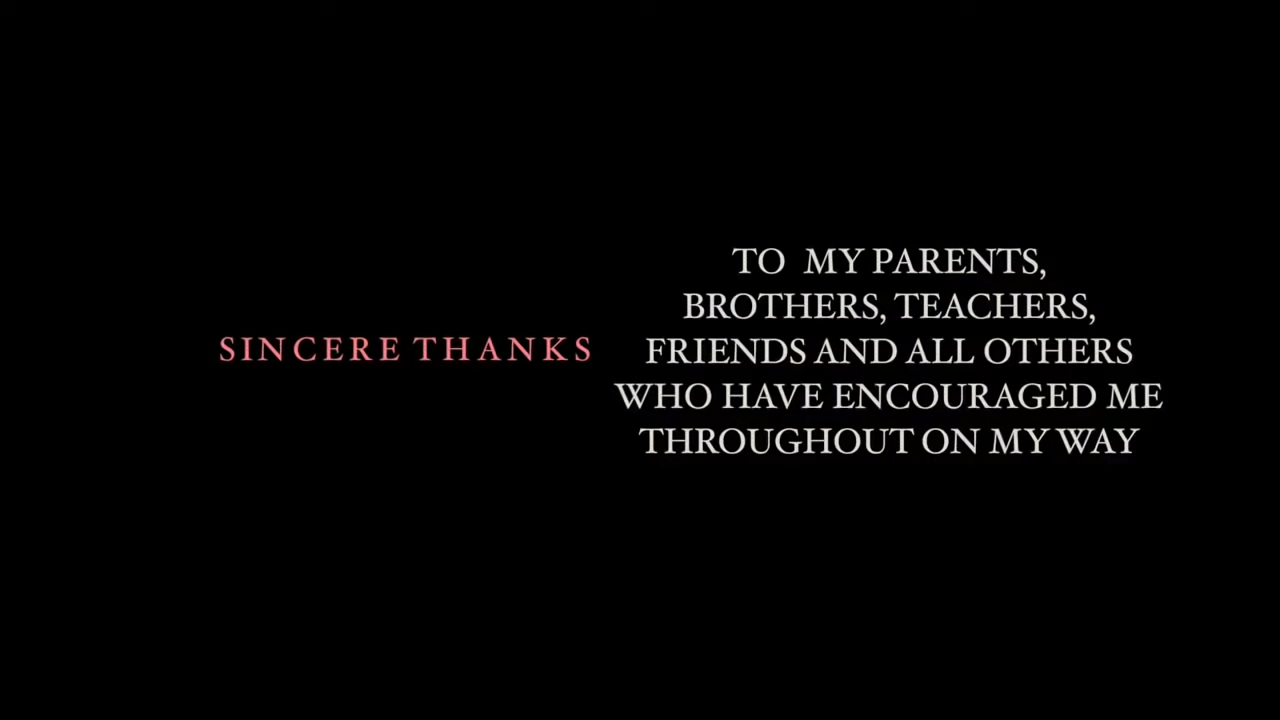 SINCERE THANKS
TO MY PARENTS,
BROTHERS, TEACHERS,
FRIENDS AND ALL OTHERS
WHO HAVE ENCOURAGED ME
THROUGHOUT ON MY WAY